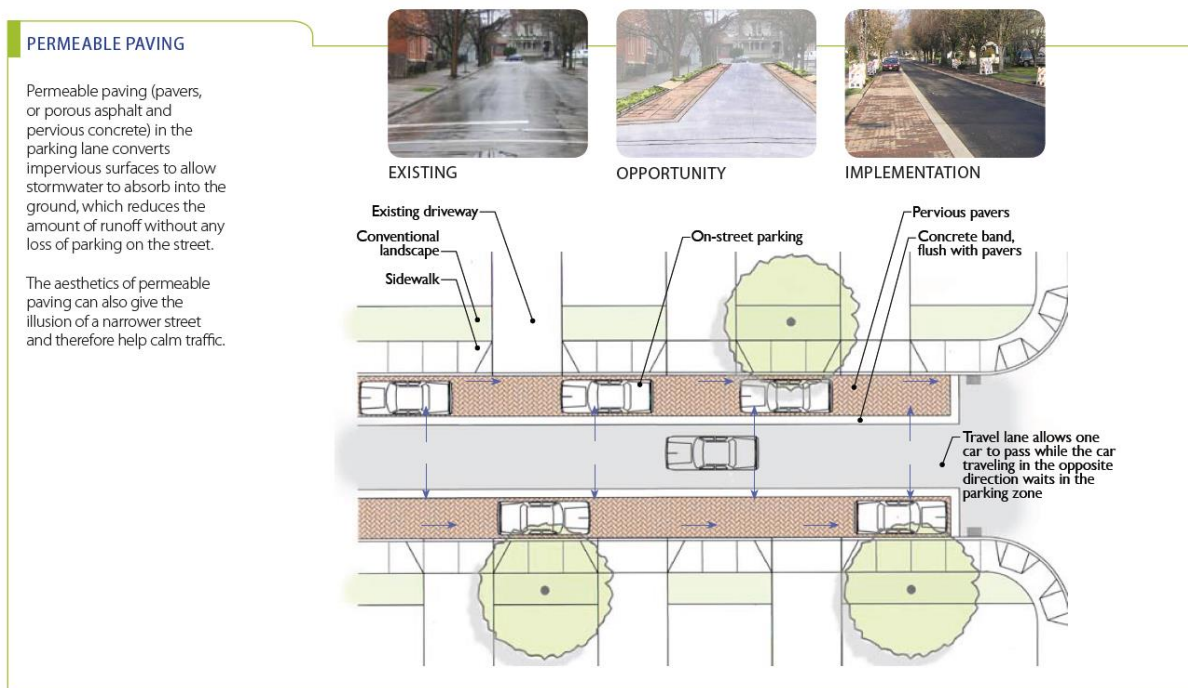 PERMEABLE PAVING
Permeable paving (pavers,
or porous asphalt and
pervious concrete) in the
parking lane converts
impervious surfaces to allow
stormwater to absorb into the
ground, which reduces the
amount of runoff without any
loss of parking on the street.
The aesthetics of permeable
paving can also give the
illusion of a narrower street
and therefore help calm traffic.
EXISTING
OPPORTUNITY
IMPLEMENTATION
Existing driveway
Conventional
landscape
Sidewalk
On-street parking
Pervious pavers
Concrete band,
flush with pavers
Travel lane allows one
car to pass while the car
traveling in the opposite
direction waits in the
parking zone